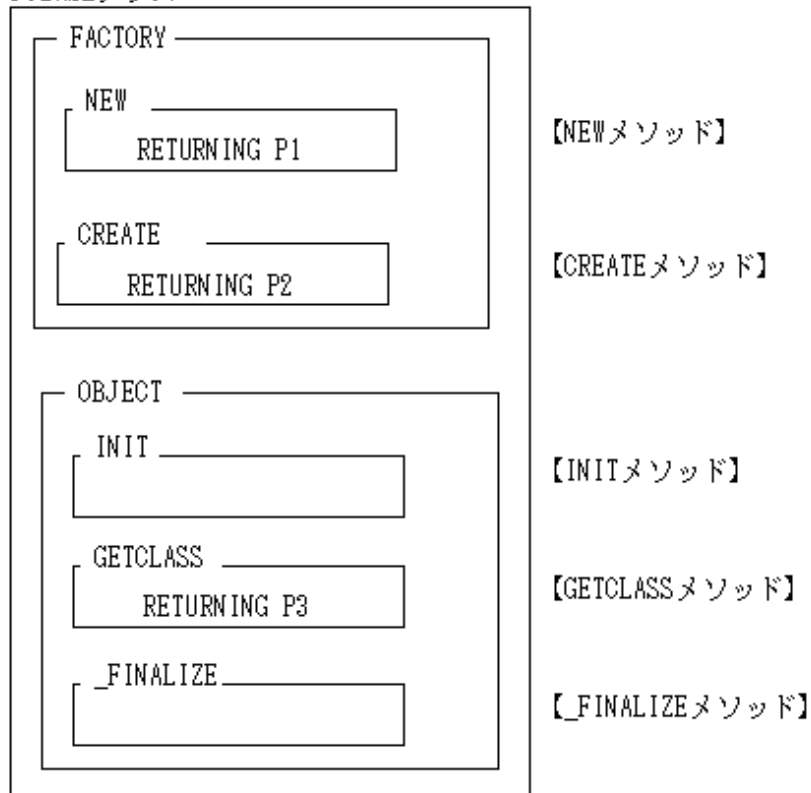 FACTORY
NEW
RETURNING P1
【NEWメソッド】
CREATE
RETURNING P2
【CREATEメソッド】
OBJECT
INIT
【INITメソッド】
GETCLASS
RETURNING P3
【GETCLASSメソッド】
_FINALIZE
【_FINALIZEメソッド】